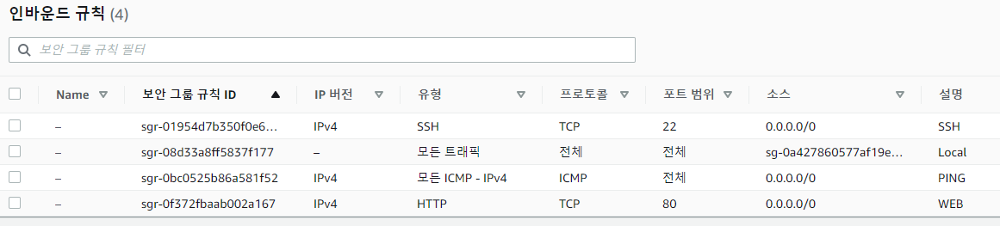 인바운드 규칙 (4)
보안 그룹 규칙 필터
Name 보안 그룹 규칙 ID IP 버전 유형 프로토콜 포트 범위 소스 설명
– sgr-01954d7b350f0e6... IPv4 SSH TCP 22 0.0.0.0/0 SSH
– sgr-08d33a8ff5837f177 – 모든 트래픽 전체 전체 sg-0a427860577af19e... Local
– sgr-0bc0525b86a581f52 IPv4 모든 ICMP - IPv4 ICMP 전체 0.0.0.0/0 PING
– sgr-0f372fbaab002a167 IPv4 HTTP TCP 80 0.0.0.0/0 WEB